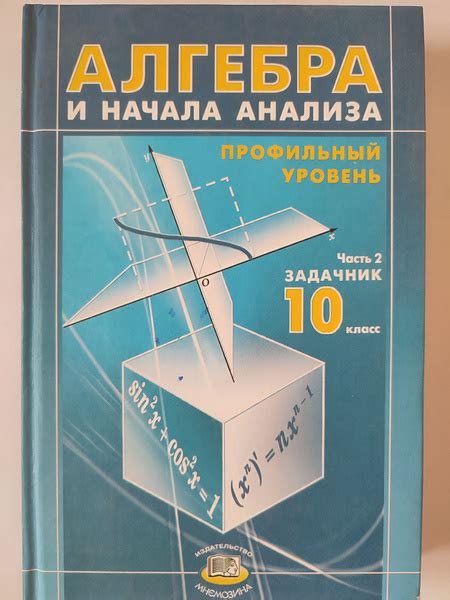 АЛГЕБРА
И НАЧАЛА АНАЛИЗА
ПРОФИЛЬНЫЙ
УРОВЕНЬ
y
x
Часть 2
ЗАДАЧНИК
O
10 класс
sin²x + cos²x = 1
(xⁿ)' = nxⁿ⁻¹
ИЗДАТЕЛЬСТВО
МНЕМОЗИНА